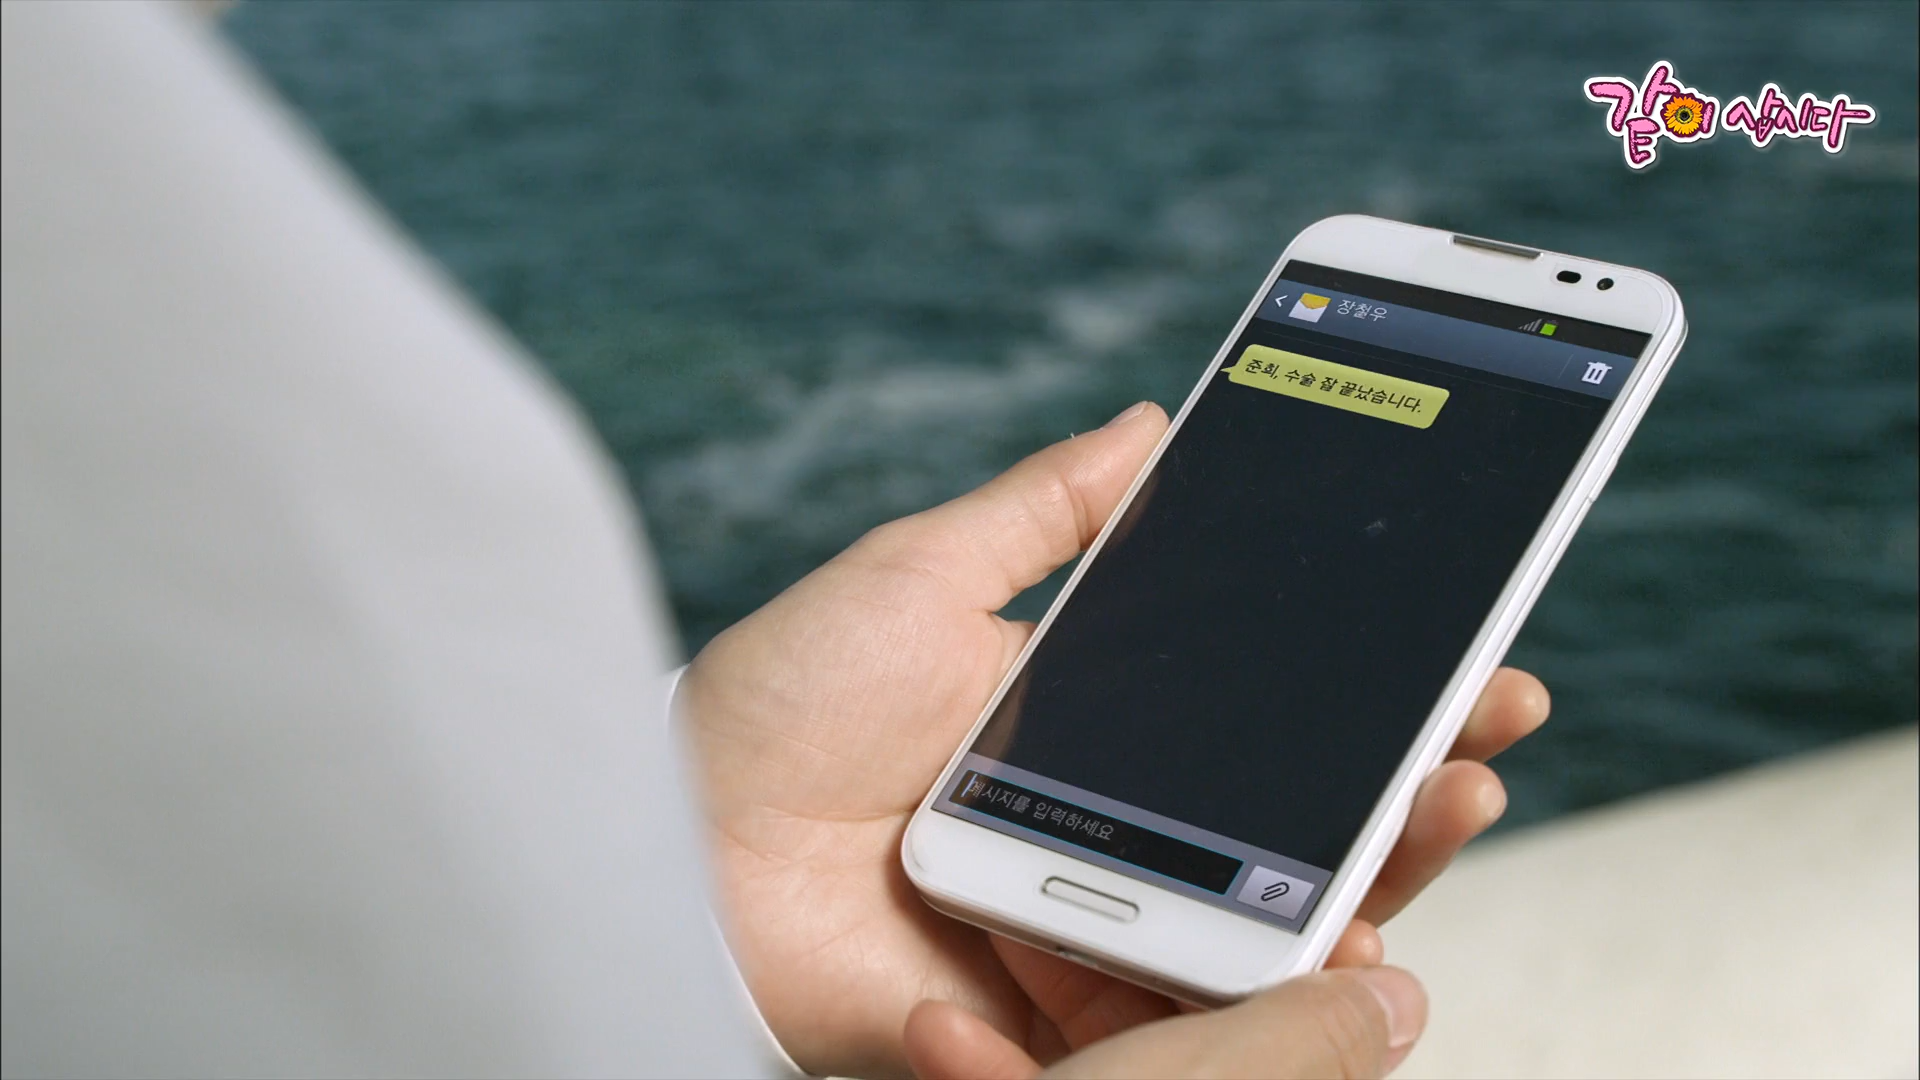 같이 삽시다
장철우
준희, 수술 잘 끝났습니다.
메시지를 입력하세요